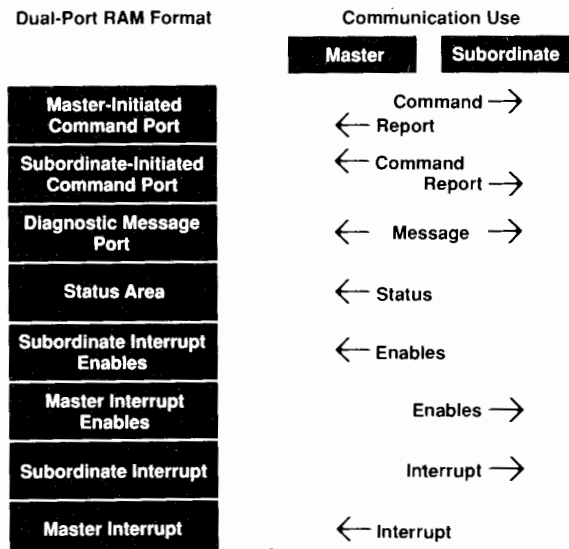 Dual-Port RAM Format
Communication Use
Master
Subordinate
Master-Initiated
Command Port
Command
Report
Subordinate-Initiated
Command Port
Command
Report
Diagnostic Message
Port
Message
Status Area
Status
Subordinate Interrupt
Enables
Enables
Master Interrupt
Enables
Enables
Subordinate Interrupt
Interrupt
Master Interrupt
Interrupt